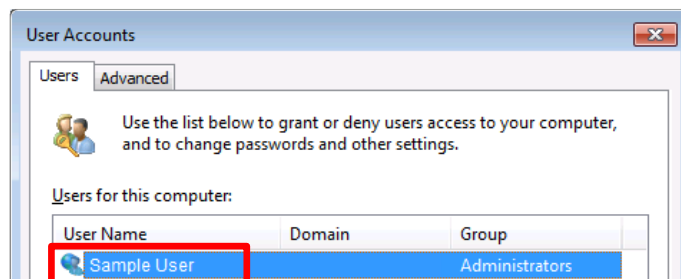 User Accounts
Users Advanced
Use the list below to grant or deny users access to your computer,
and to change passwords and other settings.
Users for this computer:
User Name Domain Group
Sample User Administrators